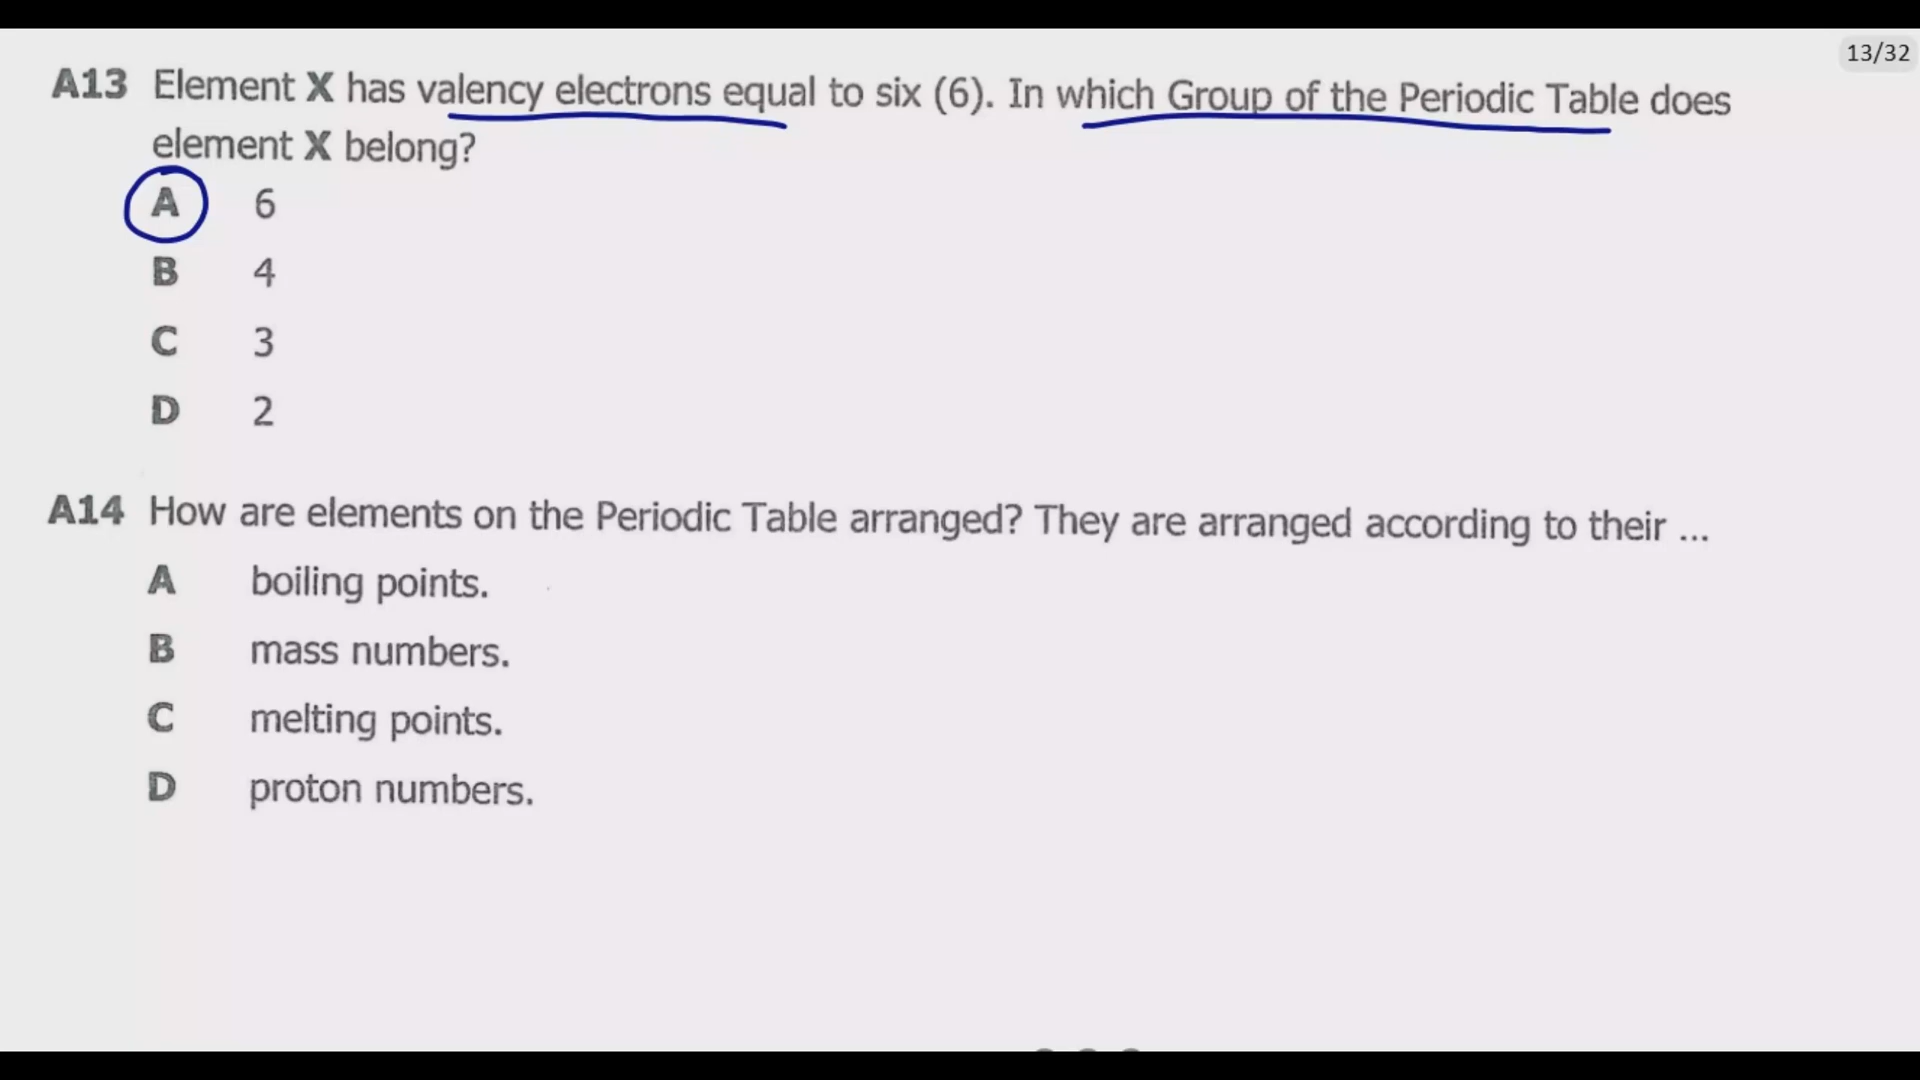 13/32
A13 Element X has valency electrons equal to six (6). In which Group of the Periodic Table does
element X belong?
A 6
B 4
C 3
D 2
A14 How are elements on the Periodic Table arranged? They are arranged according to their ...
A boiling points.
B mass numbers.
C melting points.
D proton numbers.